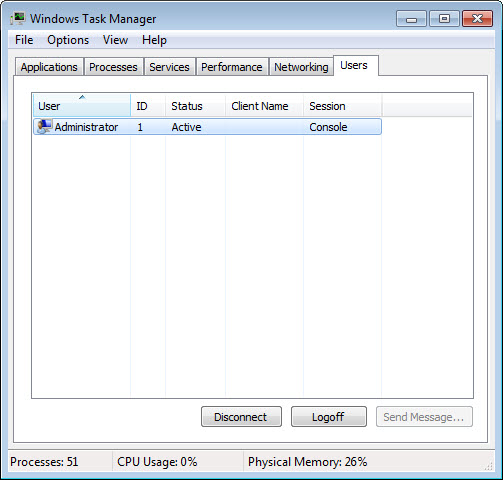 Windows Task Manager
File Options View Help
Applications Processes Services Performance Networking Users
User ID Status Client Name Session
Administrator 1 Active Console
Disconnect Logoff Send Message...
Processes: 51 CPU Usage: 0% Physical Memory: 26%